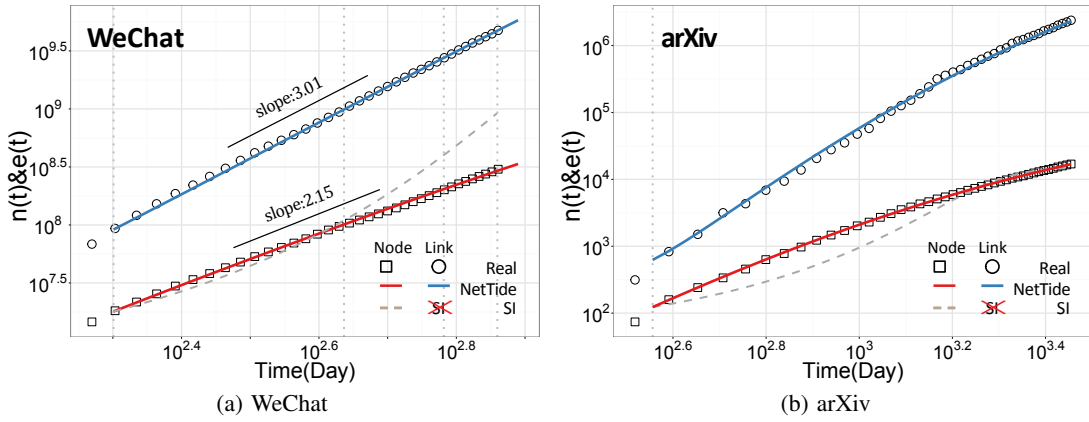 WeChat
n(t)&e(t)
10^9.5
10^9
10^8.5
10^8
10^7.5
slope:3.01
slope:2.15
Node Link
Real
NetTide
SI SI
10^2.4 10^2.6 10^2.8
Time(Day)
(a) WeChat
arXiv
n(t)&e(t)
10^6
10^5
10^4
10^3
10^2
Node Link
Real
NetTide
SI SI
10^2.6 10^2.8 10^3 10^3.2 10^3.4
Time(Day)
(b) arXiv